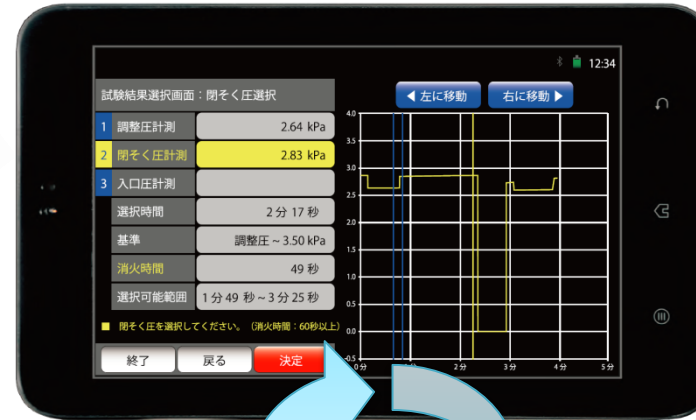 12:34
試験結果選択画面：閉そく圧選択
◀ 左に移動
右に移動 ▶
1 調整圧計測 2.64 kPa
2 閉そく圧計測 2.83 kPa
3 入口圧計測
選択時間 2 分 17 秒
基準 調整圧 ~ 3.50 kPa
消火時間 49 秒
選択可能範囲 1 分 49 秒 ~ 3 分 25 秒
■ 閉そく圧を選択してください。（消火時間：60秒以上）
終了 戻る 決定
4.0
3.5
3.0
2.5
2.0
1.5
1.0
0.5
0.0
-0.5
0分 2分 3分 4分 5分